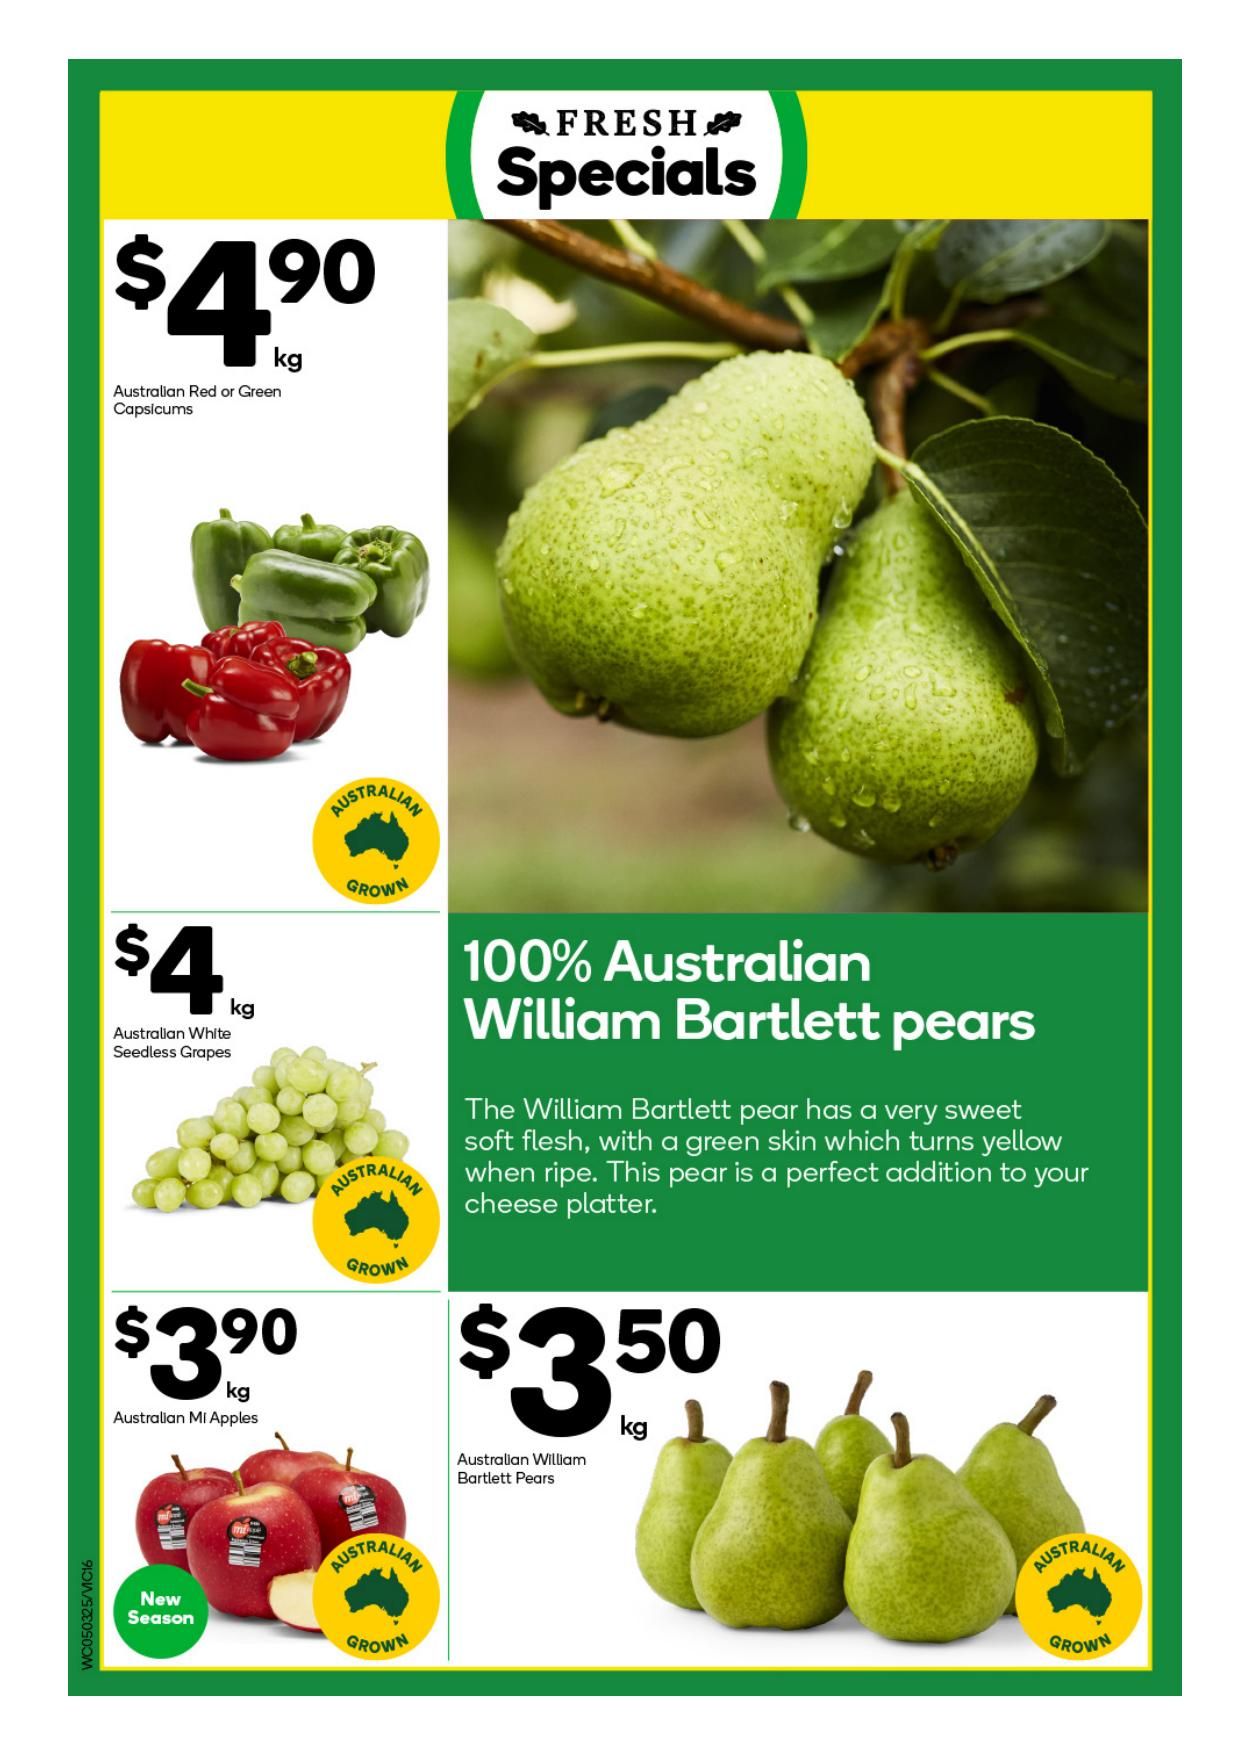 FRESH
Specials
$4 90
kg
Australian Red or Green
Capsicums
AUSTRALIAN
GROWN
$4
kg
Australian White
Seedless Grapes
AUSTRALIAN
GROWN
100% Australian
William Bartlett pears
The William Bartlett pear has a very sweet
soft flesh, with a green skin which turns yellow
when ripe. This pear is a perfect addition to your
cheese platter.
$3 90
kg
Australian Mi Apples
mi
mi
mi
New
Season
AUSTRALIAN
GROWN
$3 50
kg
Australian William
Bartlett Pears
AUSTRALIAN
GROWN
WC050325/VIC16